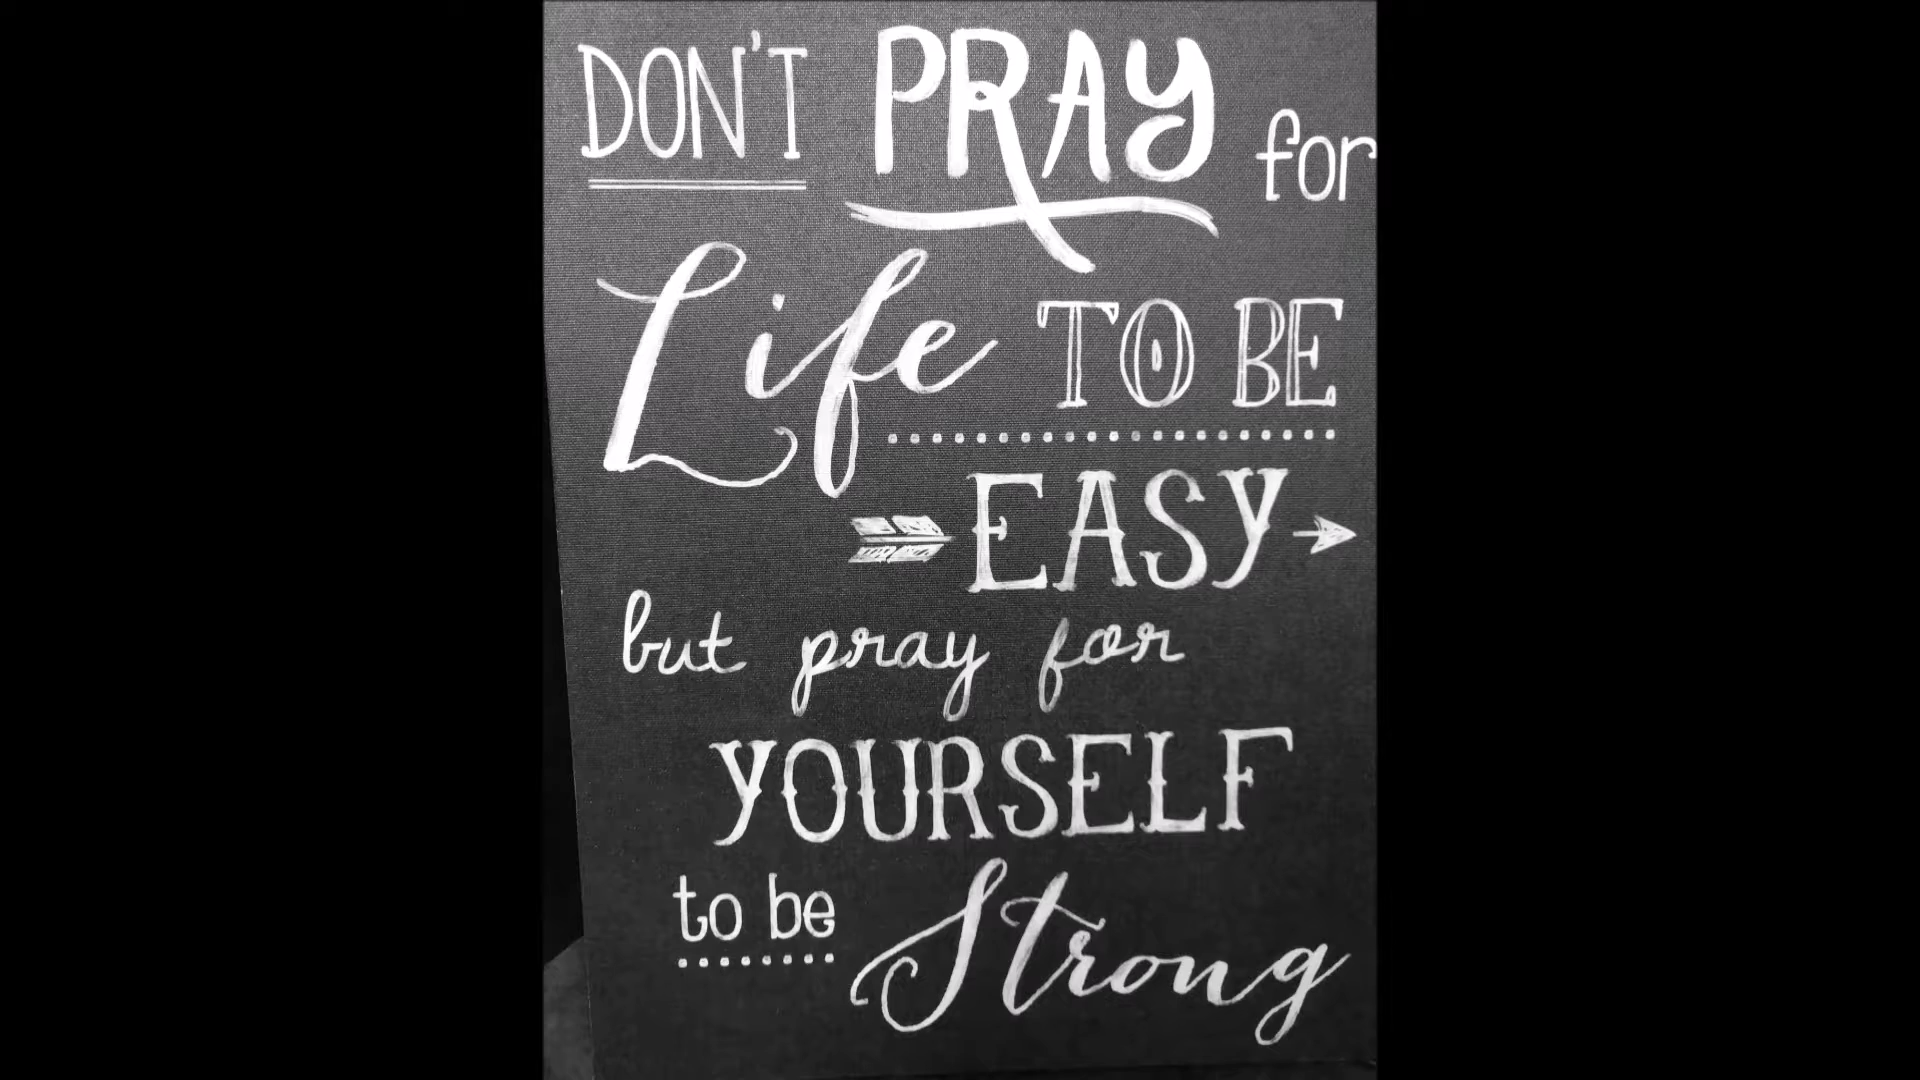 DON'T PRAY for
Life TO BE
EASY
but pray for
YOURSELF
to be Strong